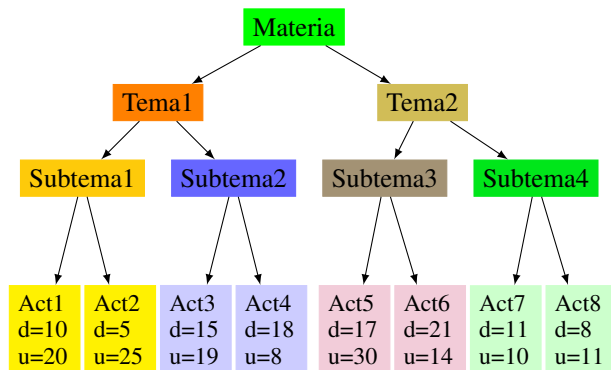 Materia
Tema1
Tema2
Subtema1
Subtema2
Subtema3
Subtema4
Act1
d=10
u=20
Act2
d=5
u=25
Act3
d=15
u=19
Act4
d=18
u=8
Act5
d=17
u=30
Act6
d=21
u=14
Act7
d=11
u=10
Act8
d=8
u=11